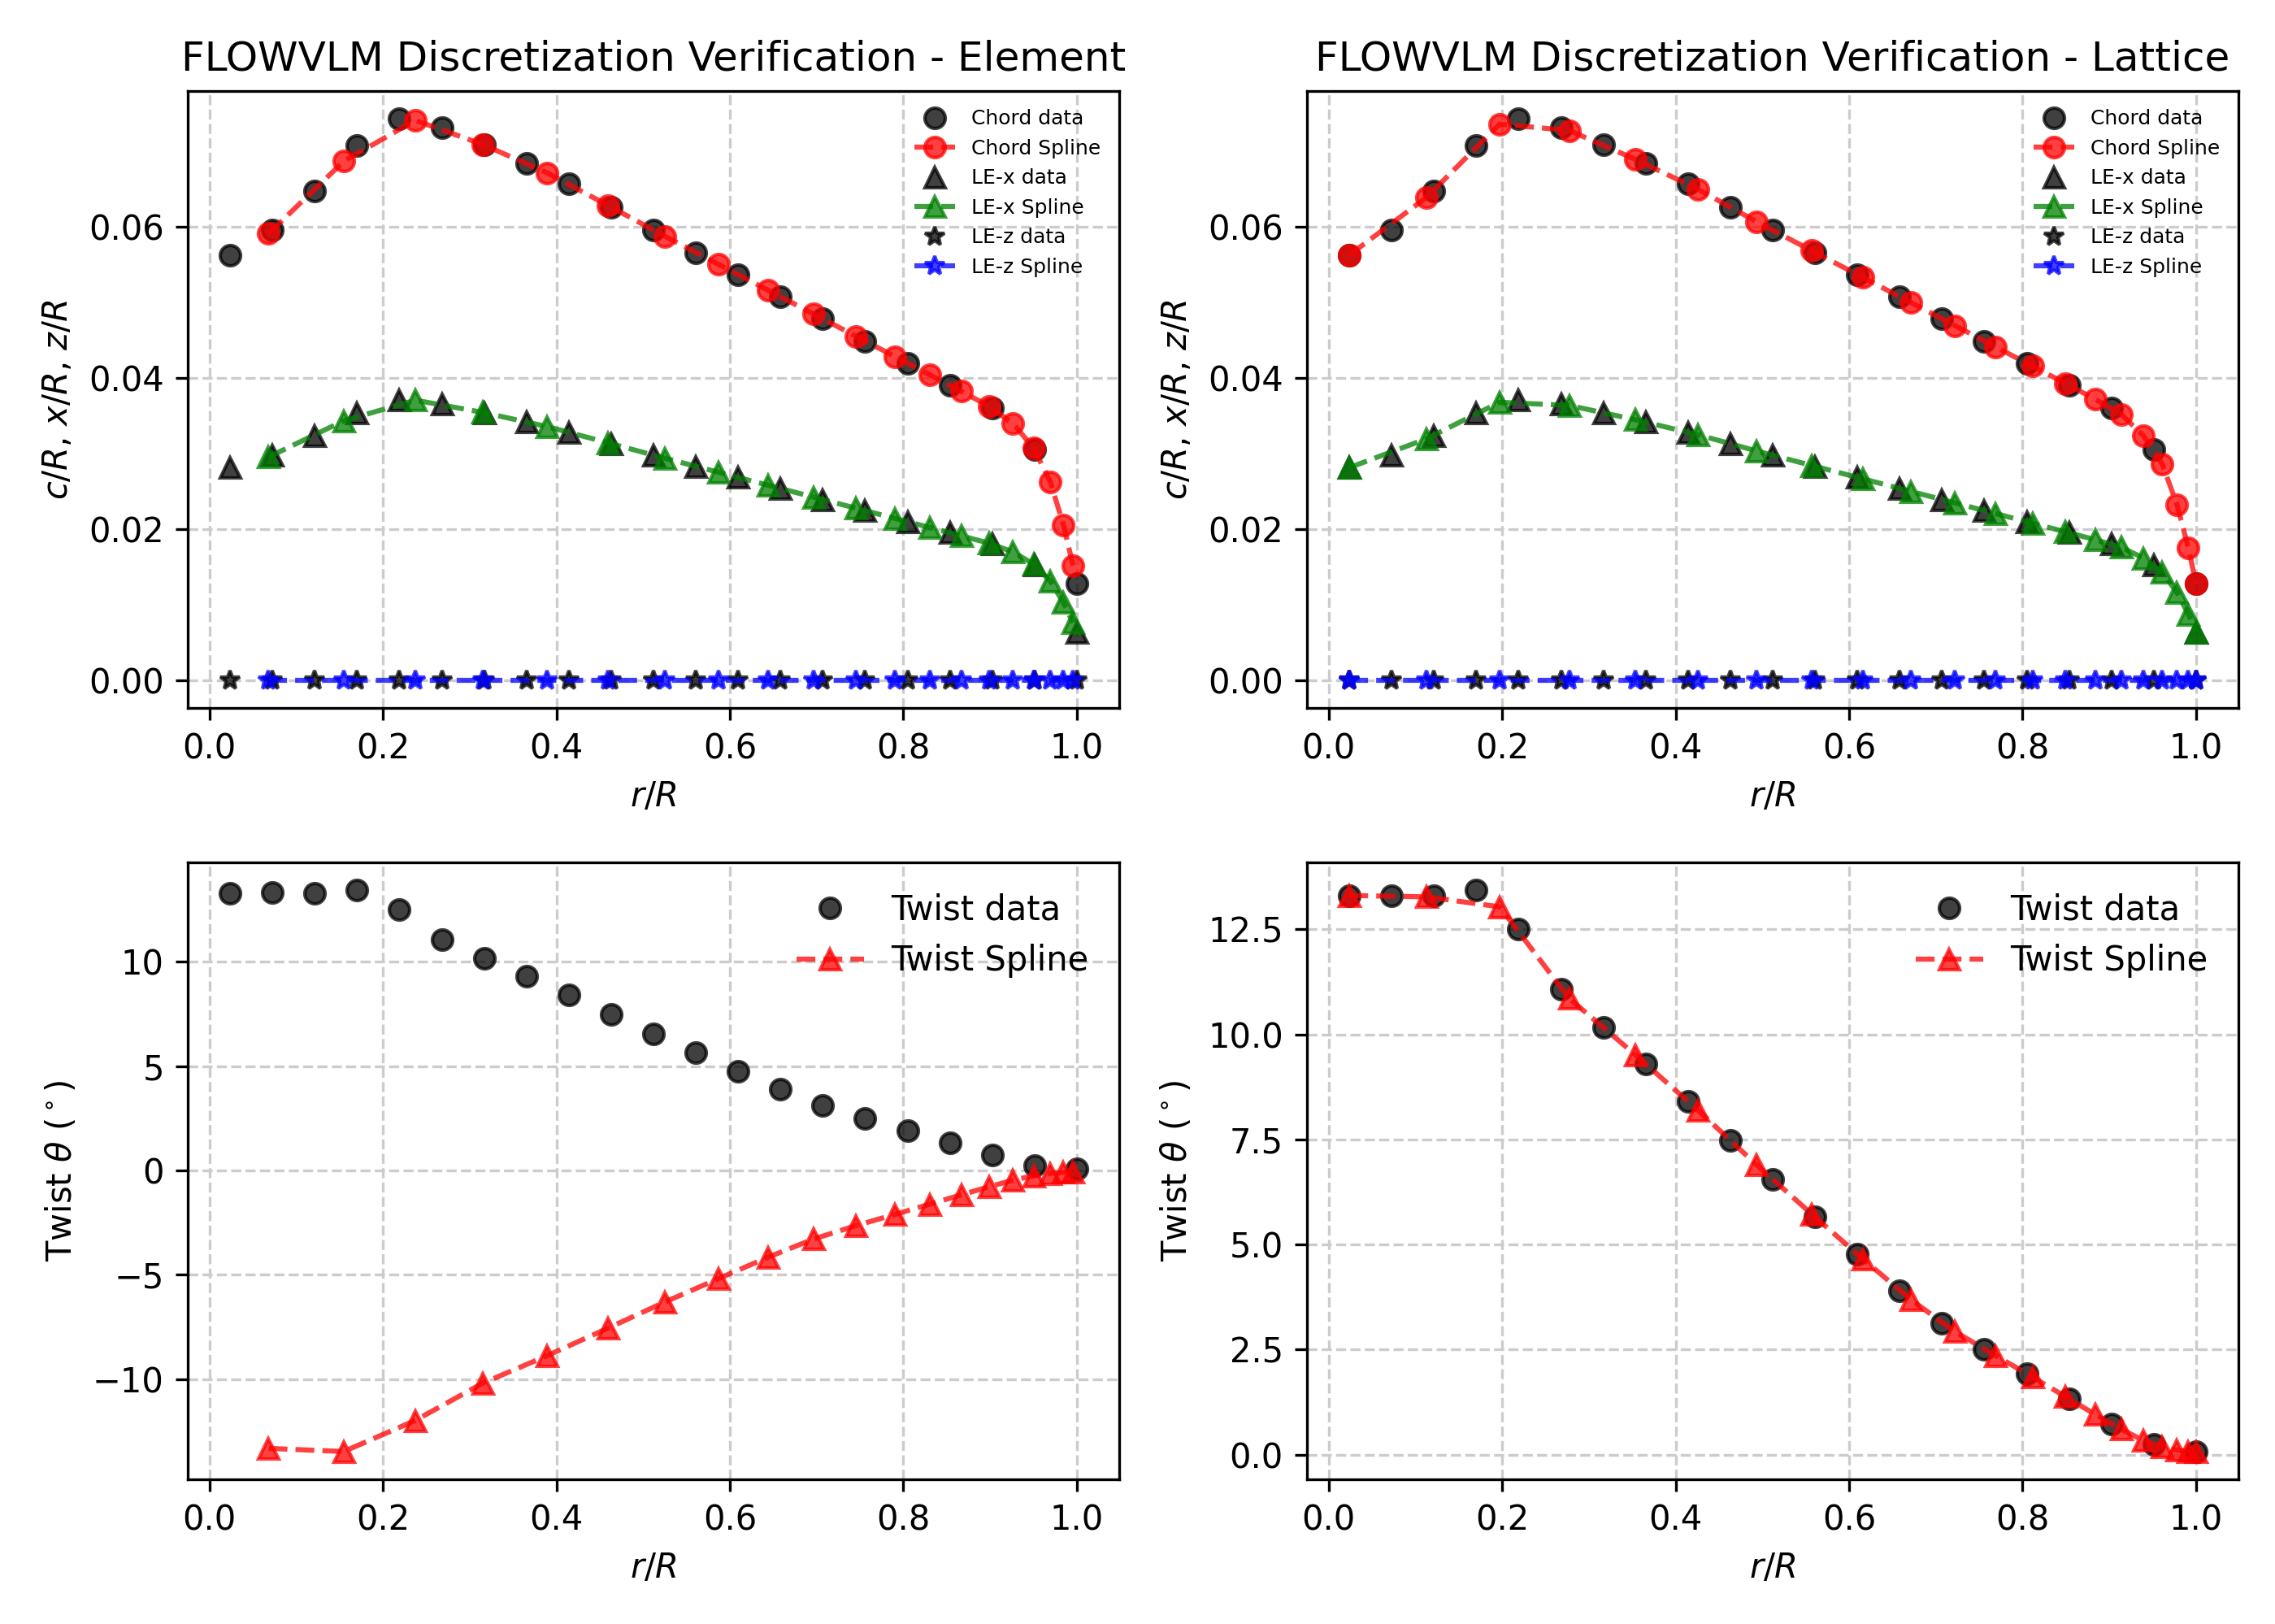 FLOWVLM Discretization Verification - Element
Chord data
Chord Spline
LE-x data
LE-x Spline
LE-z data
LE-z Spline
c/R, x/R, z/R
0.06
0.04
0.02
0.00
0.0 0.2 0.4 0.6 0.8 1.0
r/R
FLOWVLM Discretization Verification - Lattice
Chord data
Chord Spline
LE-x data
LE-x Spline
LE-z data
LE-z Spline
c/R, x/R, z/R
0.06
0.04
0.02
0.00
0.0 0.2 0.4 0.6 0.8 1.0
r/R
Twist data
Twist Spline
Twist θ (°)
10
5
0
−5
−10
0.0 0.2 0.4 0.6 0.8 1.0
r/R
Twist data
Twist Spline
Twist θ (°)
12.5
10.0
7.5
5.0
2.5
0.0
0.0 0.2 0.4 0.6 0.8 1.0
r/R